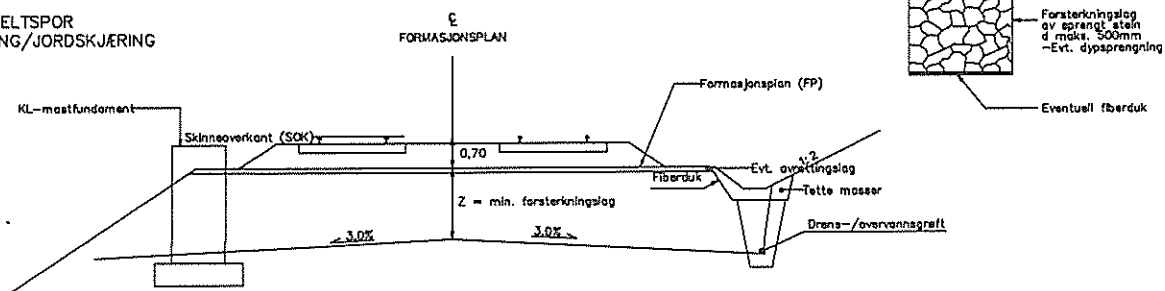 ELTSPOR
NG/JORDSKJÆRING
℄
FORMASJONSPLAN
Forsterkningslag
av sprengt stein
d maks. 500mm
-Evt. dypsprengning
Eventuell fiberduk
KL-mastfundament
Formasjonsplan (FP)
Skinneoverkant (SOK)
0,70
1:2
Evt. avrettingslag
Fiberduk
Tette masser
Z = min. forsterkningslag
Drens-/overvannsgrøft
3.0%
3.0%